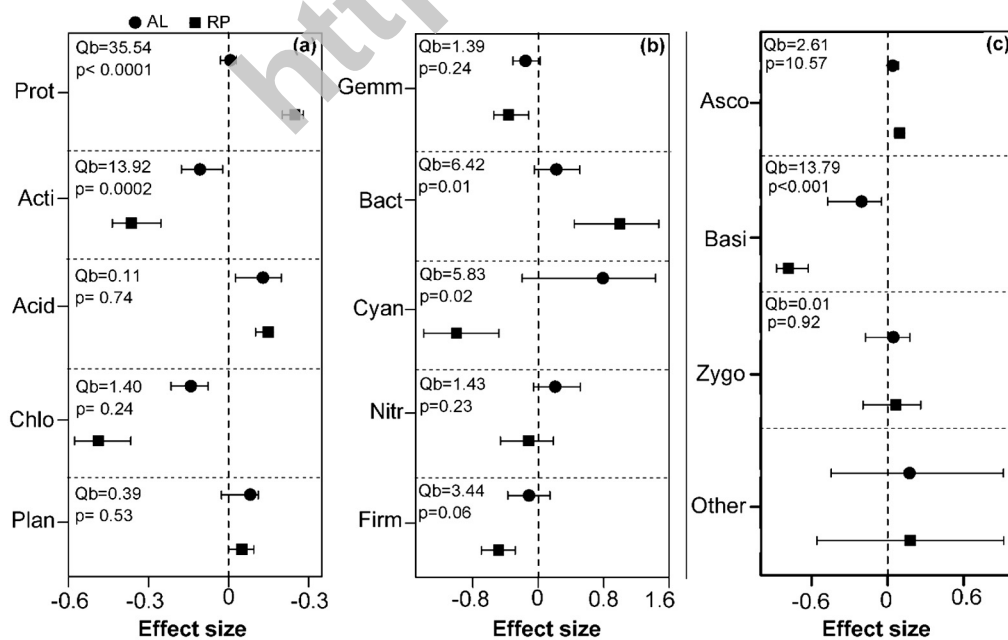 AL RP
(a)
Qb=35.54
p< 0.0001
Prot
Qb=13.92
p= 0.0002
Acti
Qb=0.11
p= 0.74
Acid
Qb=1.40
p= 0.24
Chlo
Qb=0.39
p= 0.53
Plan
-0.6 -0.3 0 -0.3
Effect size
(b)
Qb=1.39
p=0.24
Gemm
Qb=6.42
p=0.01
Bact
Qb=5.83
p=0.02
Cyan
Qb=1.43
p=0.23
Nitr
Qb=3.44
p=0.06
Firm
-0.8 0 0.8 1.6
Effect size
(c)
Qb=2.61
p=10.57
Asco
Qb=13.79
p<0.001
Basi
Qb=0.01
p=0.92
Zygo
Other
-0.6 0 0.6
Effect size
htt